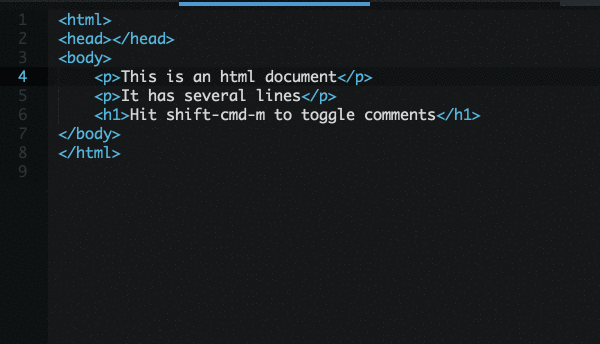 1 <html>
2 <head></head>
3 <body>
4     <p>This is an html document</p>
5     <p>It has several lines</p>
6     <h1>Hit shift-cmd-m to toggle comments</h1>
7 </body>
8 </html>
9